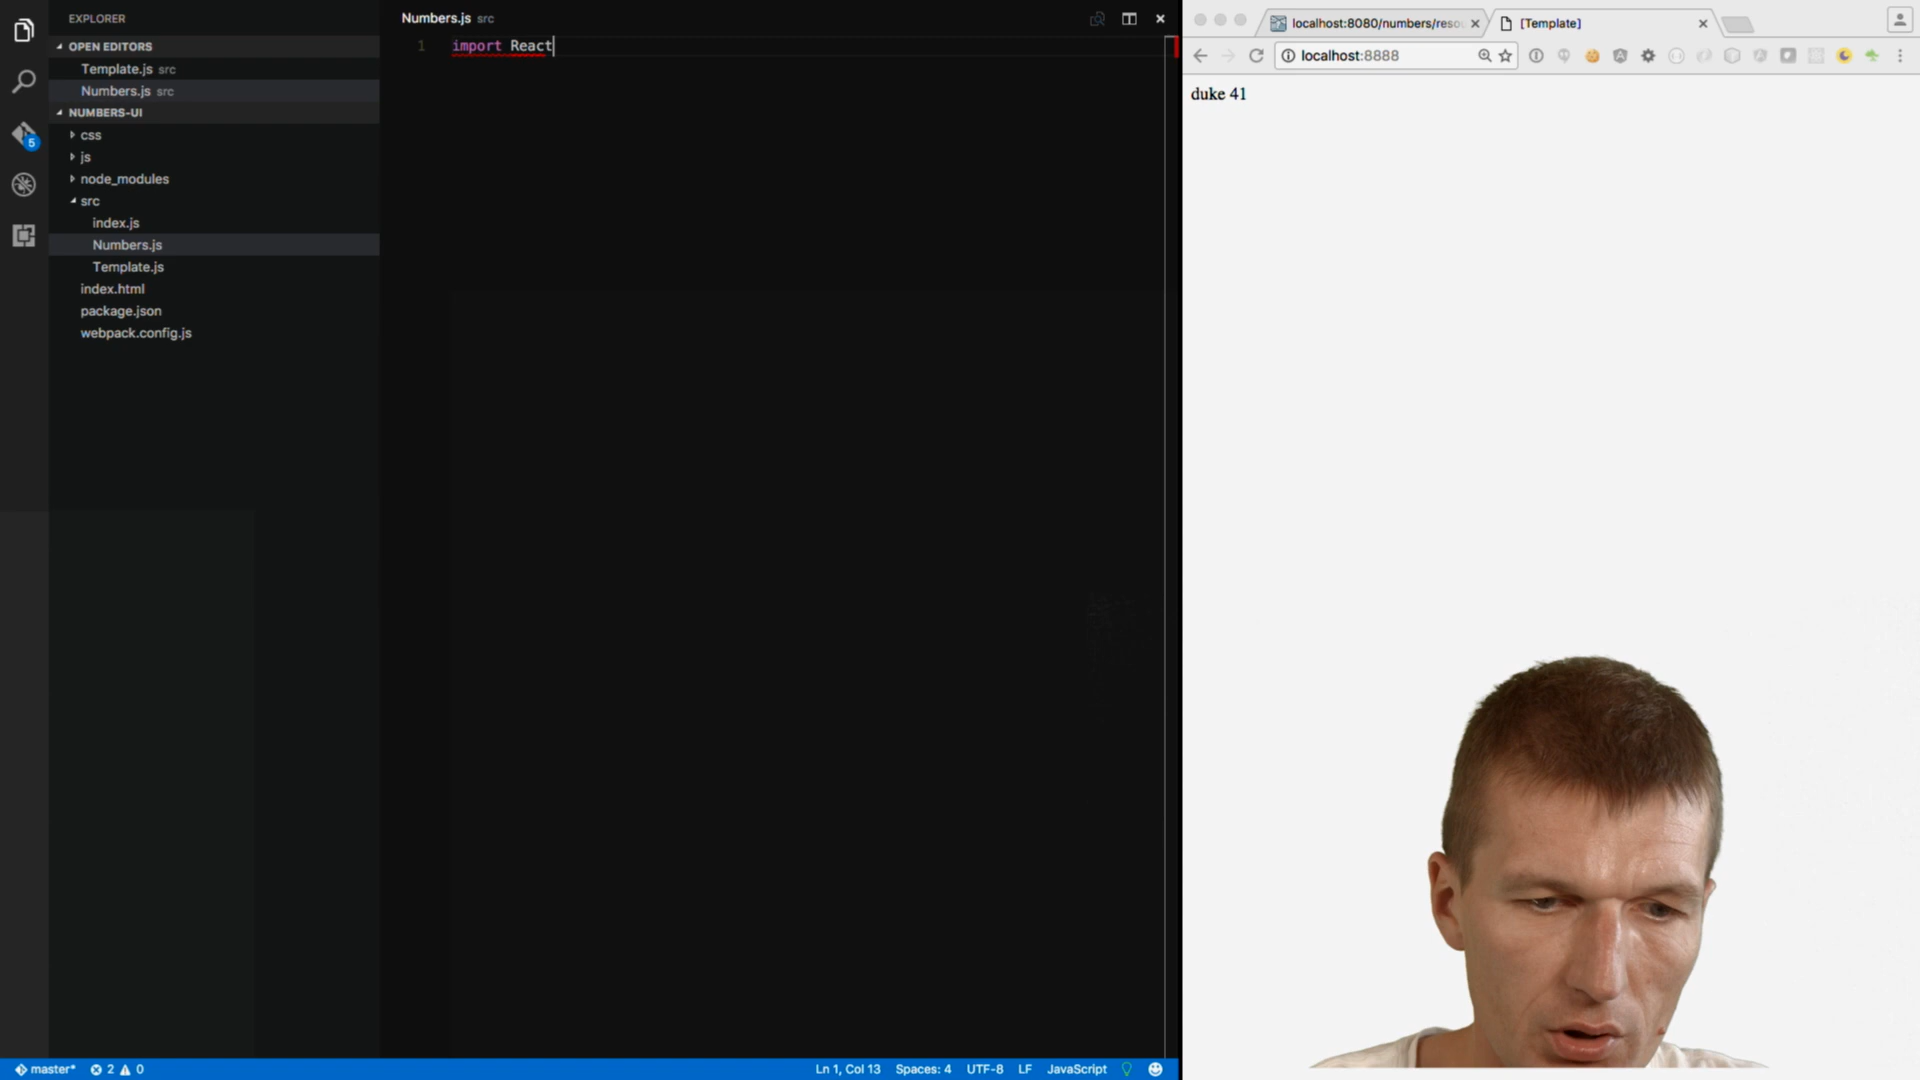 EXPLORER
OPEN EDITORS
Template.js src
Numbers.js src
NUMBERS-UI
css
js
node_modules
src
index.js
Numbers.js
Template.js
index.html
package.json
webpack.config.js
5
Numbers.js src
1 import React
master* 2 0
Ln 1, Col 13 Spaces: 4 UTF-8 LF JavaScript
localhost:8080/numbers/reso
[Template]
localhost:8888
duke 41